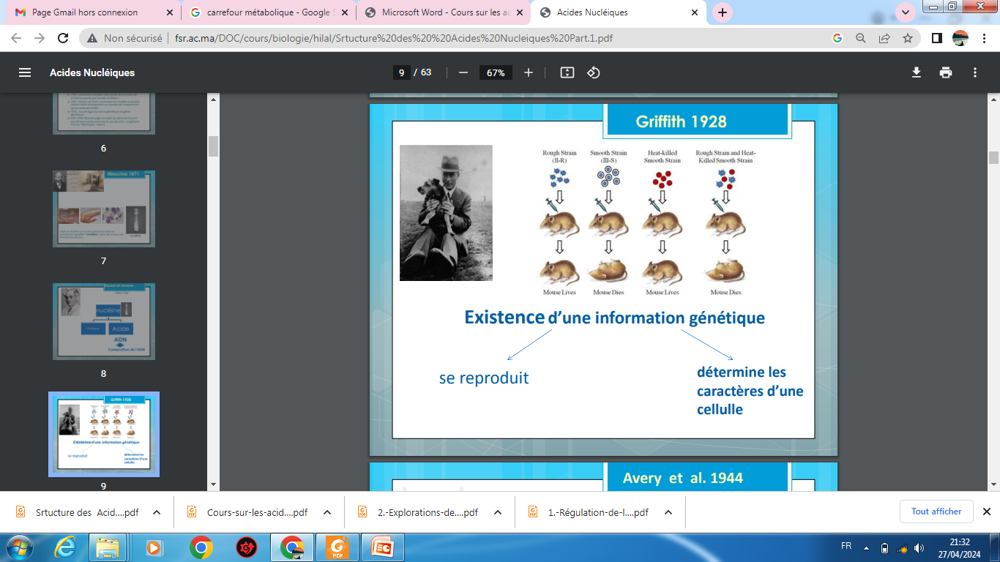 Page Gmail hors connexion
carrefour métabolique - Google S
Microsoft Word - Cours sur les ac
Acides Nucléiques
Non sécurisé | fsr.ac.ma/DOC/cours/biologie/hilal/Srtucture%20des%20%20Acides%20Nucleiques%20Part.1.pdf
Acides Nucléiques
9 / 63
67%
6
Miescher 1871
7
nucléine
Acide
ADN
Composition de l'ADN
8
Griffith 1928
Existence d'une information génétique
se reproduit
détermine les
caractères d'une
cellulle
9
Griffith 1928
Rough Strain
(II-R)
Smooth Strain
(III-S)
Heat-killed
Smooth Strain
Rough Strain and Heat-
Killed Smooth Strain
Mouse Lives
Mouse Dies
Mouse Lives
Mouse Dies
Existence d'une information génétique
se reproduit
détermine les
caractères d'une
cellulle
Avery et al. 1944
Srtucture des Acid....pdf
Cours-sur-les-acid....pdf
2.-Explorations-de....pdf
1.-Régulation-de-l....pdf
Tout afficher
FR
21:32
27/04/2024